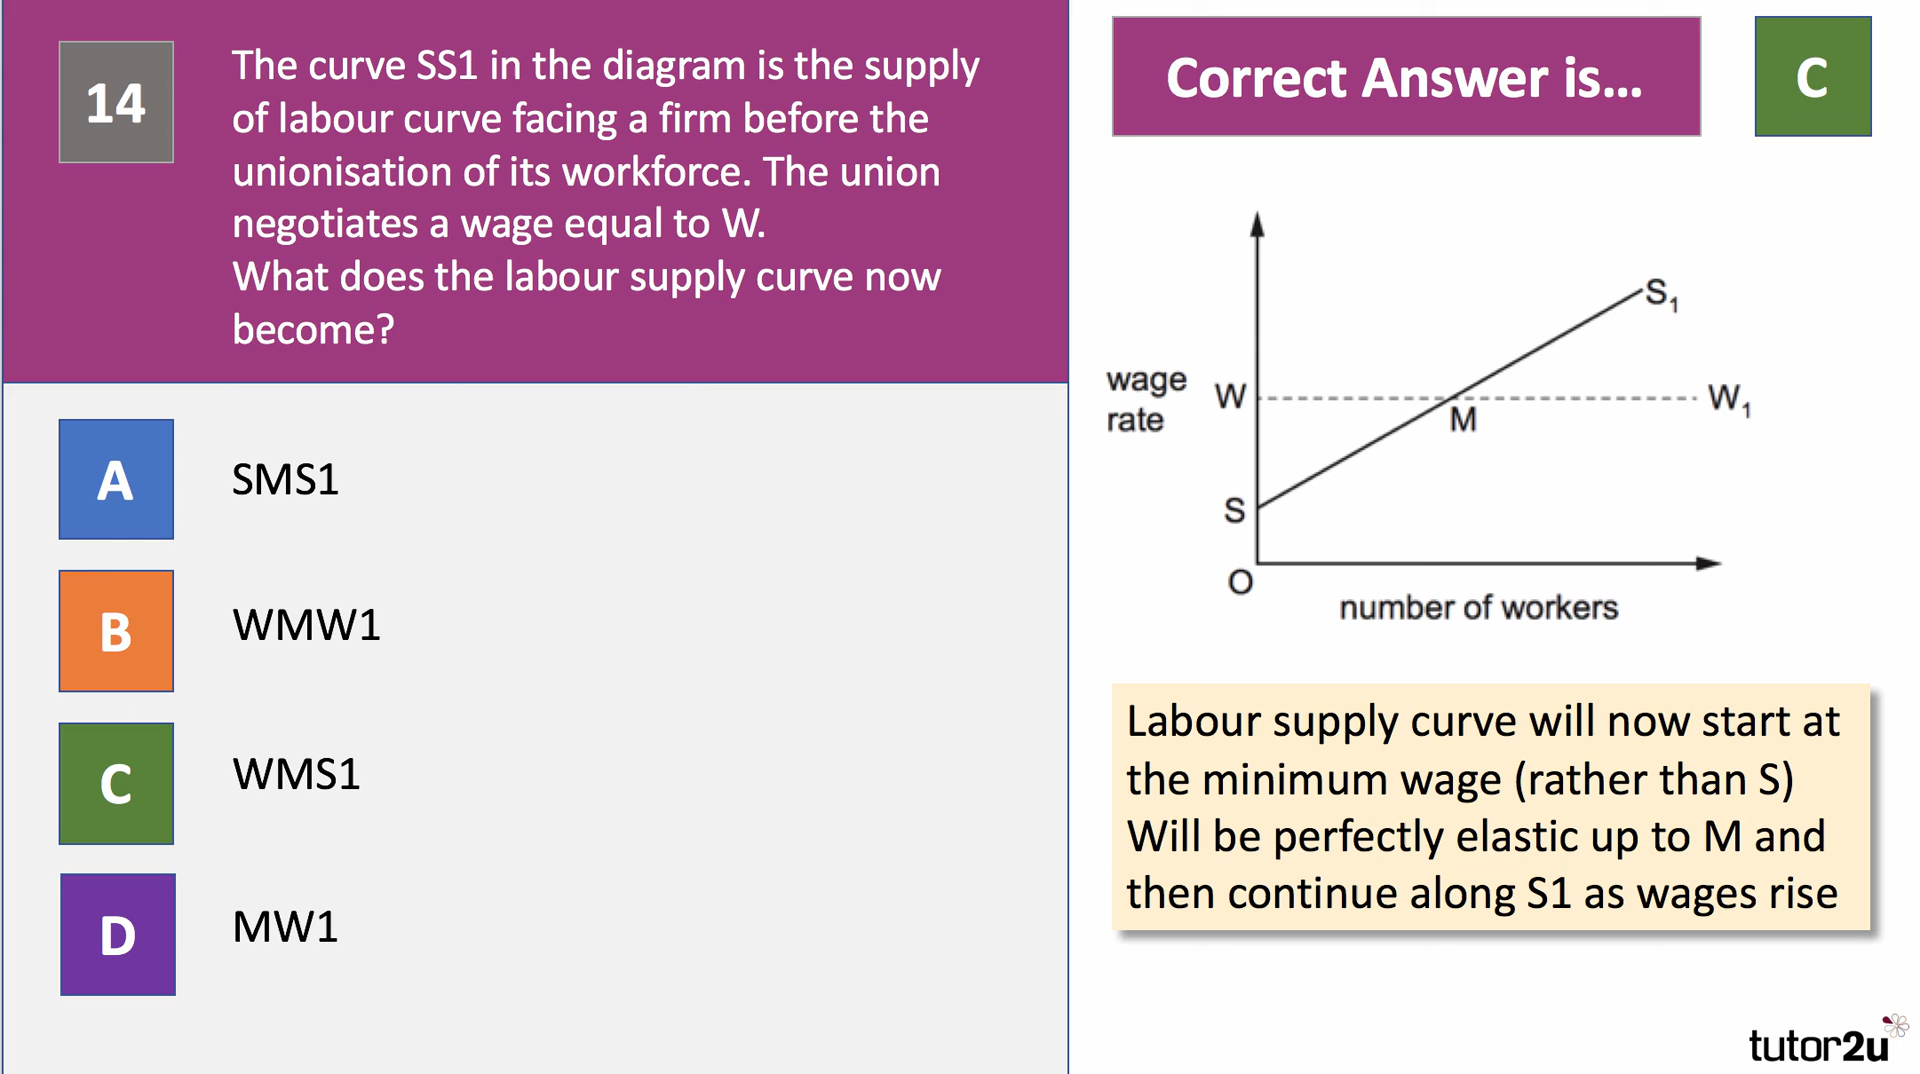 14
The curve SS1 in the diagram is the supply
of labour curve facing a firm before the
unionisation of its workforce. The union
negotiates a wage equal to W.
What does the labour supply curve now
become?
A
SMS1
B
WMW1
C
WMS1
D
MW1
Correct Answer is...
C
S1
wage
rate
W
W1
M
S
O
number of workers
Labour supply curve will now start at
the minimum wage (rather than S)
Will be perfectly elastic up to M and
then continue along S1 as wages rise
tutor2u